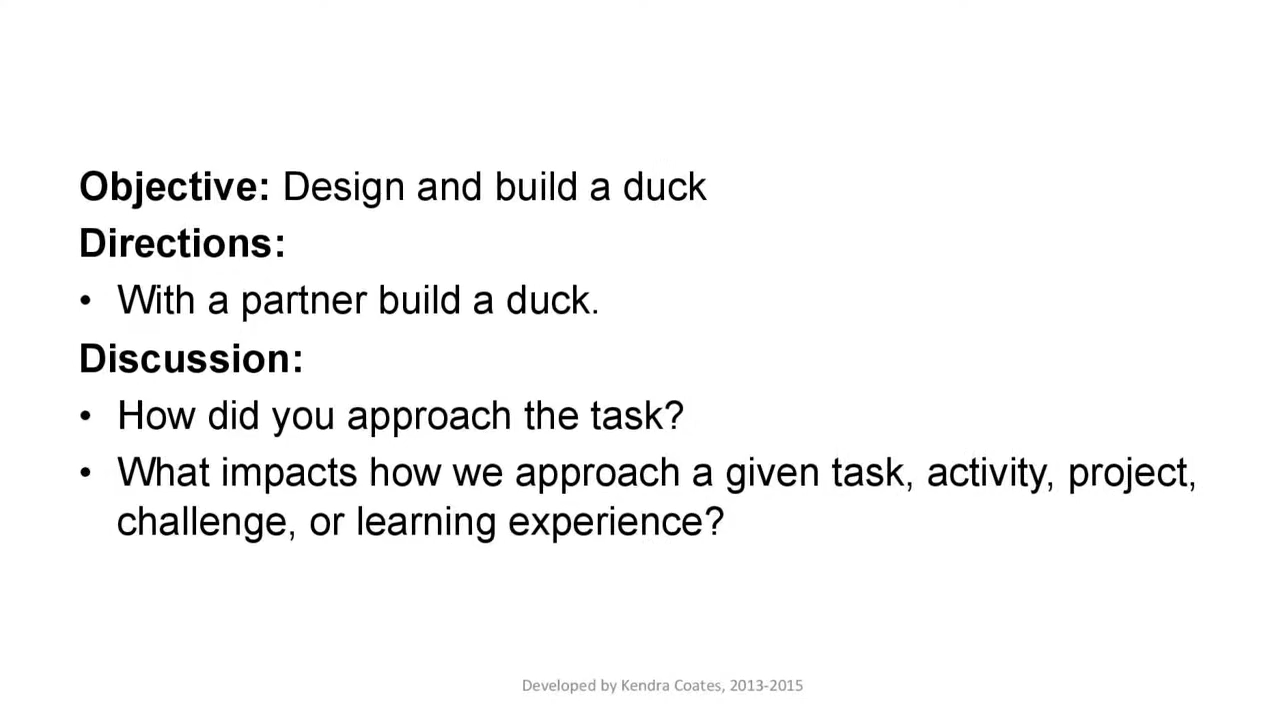 Objective: Design and build a duck
Directions:
• With a partner build a duck.
Discussion:
• How did you approach the task?
• What impacts how we approach a given task, activity, project,
challenge, or learning experience?
Developed by Kendra Coates, 2013-2015